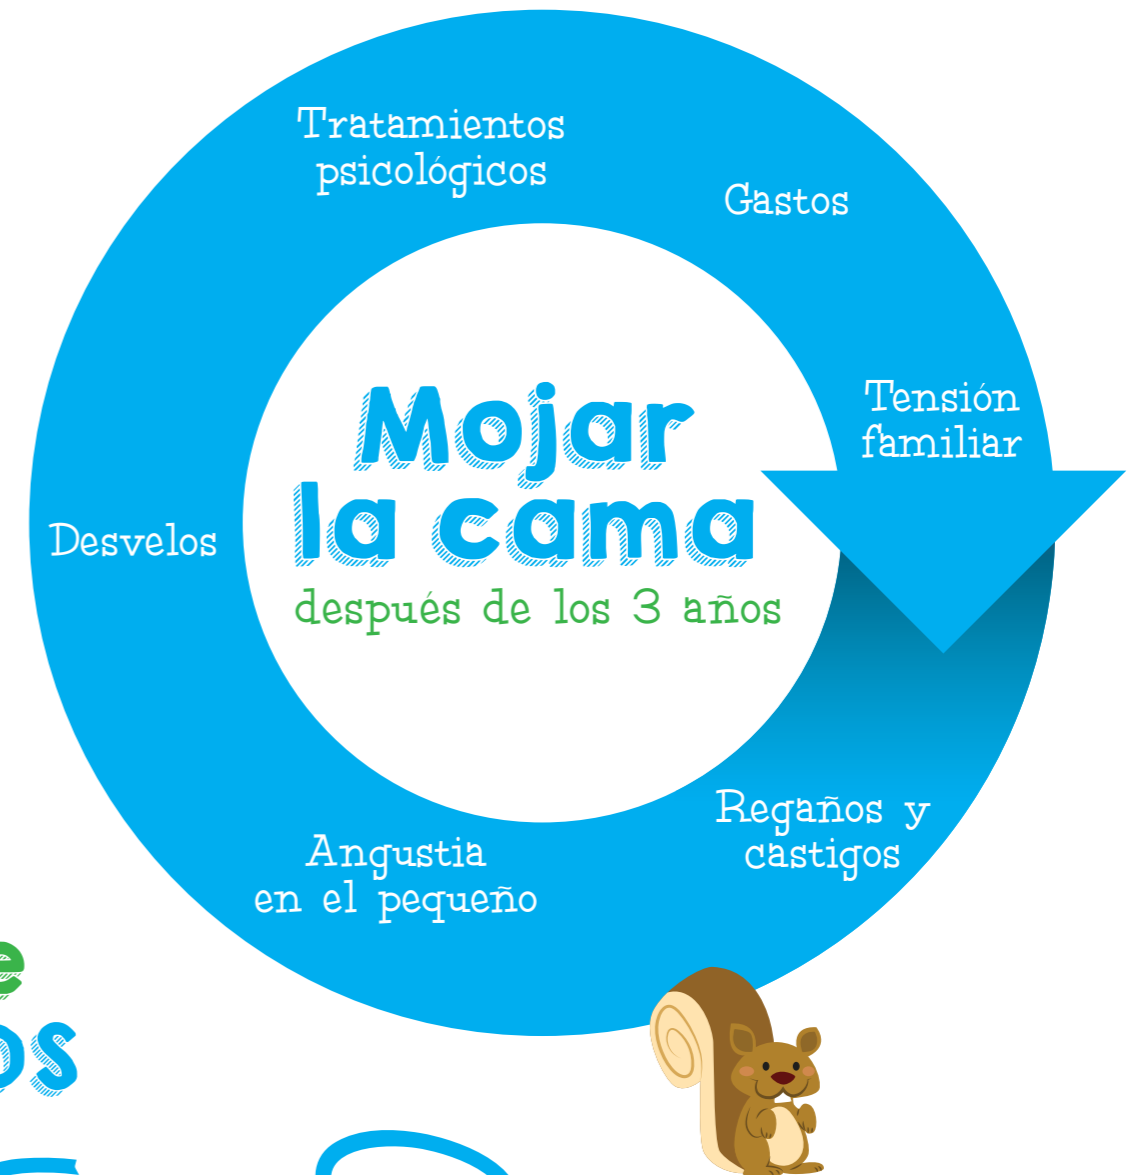 Tratamientos
psicológicos
Gastos
Tensión
familiar
Mojar
la cama
después de los 3 años
Desvelos
Regaños y
castigos
Angustia
en el pequeño